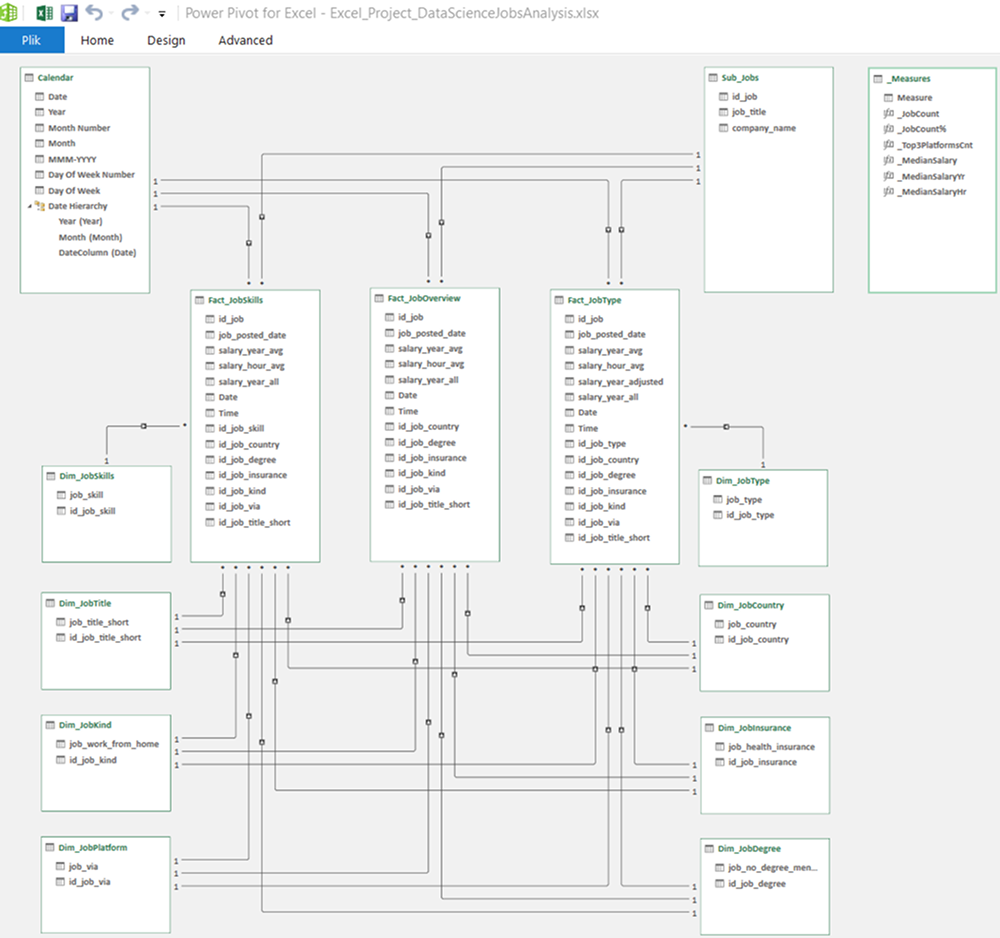 Power Pivot for Excel - Excel_Project_DataScienceJobsAnalysis.xlsx
Plik Home Design Advanced
Calendar
Date
Year
Month Number
Month
MMM-YYYY
Day Of Week Number
Day Of Week
Date Hierarchy
Year (Year)
Month (Month)
DateColumn (Date)
Sub_Jobs
id_job
job_title
company_name
_Measures
Measure
_JobCount
_JobCount%
_Top3PlatformsCnt
_MedianSalary
_MedianSalaryYr
_MedianSalaryHr
1
1
1
1
1
1
Fact_JobSkills
id_job
job_posted_date
salary_year_avg
salary_hour_avg
salary_year_all
Date
Time
id_job_skill
id_job_country
id_job_degree
id_job_insurance
id_job_kind
id_job_via
id_job_title_short
Fact_JobOverview
id_job
job_posted_date
salary_year_avg
salary_hour_avg
salary_year_all
Date
Time
id_job_country
id_job_degree
id_job_insurance
id_job_kind
id_job_via
id_job_title_short
Fact_JobType
id_job
job_posted_date
salary_year_avg
salary_hour_avg
salary_year_adjusted
salary_year_all
Date
Time
id_job_type
id_job_country
id_job_degree
id_job_insurance
id_job_kind
id_job_via
id_job_title_short
1
Dim_JobSkills
job_skill
id_job_skill
1
Dim_JobType
job_type
id_job_type
Dim_JobTitle
job_title_short
id_job_title_short
1
1
1
Dim_JobCountry
job_country
id_job_country
1
1
1
Dim_JobKind
job_work_from_home
id_job_kind
1
1
1
Dim_JobInsurance
job_health_insurance
id_job_insurance
1
1
1
Dim_JobPlatform
job_via
id_job_via
1
1
1
Dim_JobDegree
job_no_degree_men...
id_job_degree
1
1
1